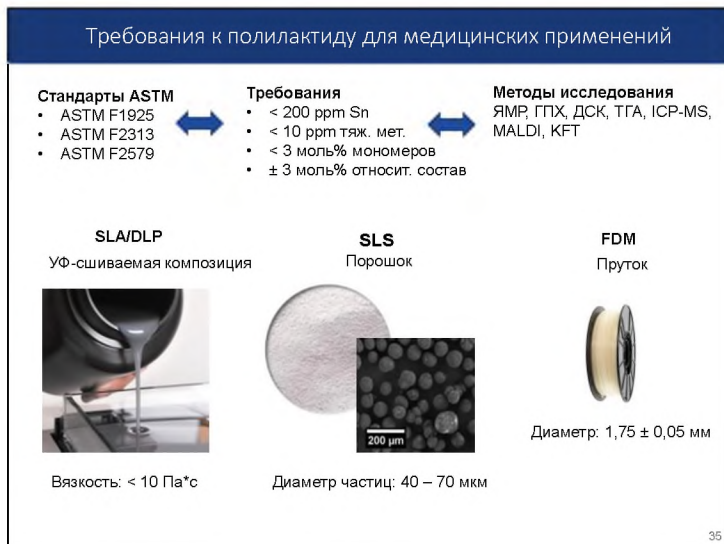 Требования к полилактиду для медицинских применений
Стандарты ASTM
• ASTM F1925
• ASTM F2313
• ASTM F2579
Требования
• < 200 ppm Sn
• < 10 ppm тяж. мет.
• < 3 моль% мономеров
• ± 3 моль% относит. состав
Методы исследования
ЯМР, ГПХ, ДСК, ТГА, ICP-MS,
MALDI, KFT
SLA/DLP
УФ-сшиваемая композиция
Вязкость: < 10 Па*с
SLS
Порошок
200 μm
Диаметр частиц: 40 – 70 мкм
FDM
Пруток
Диаметр: 1,75 ± 0,05 мм
35